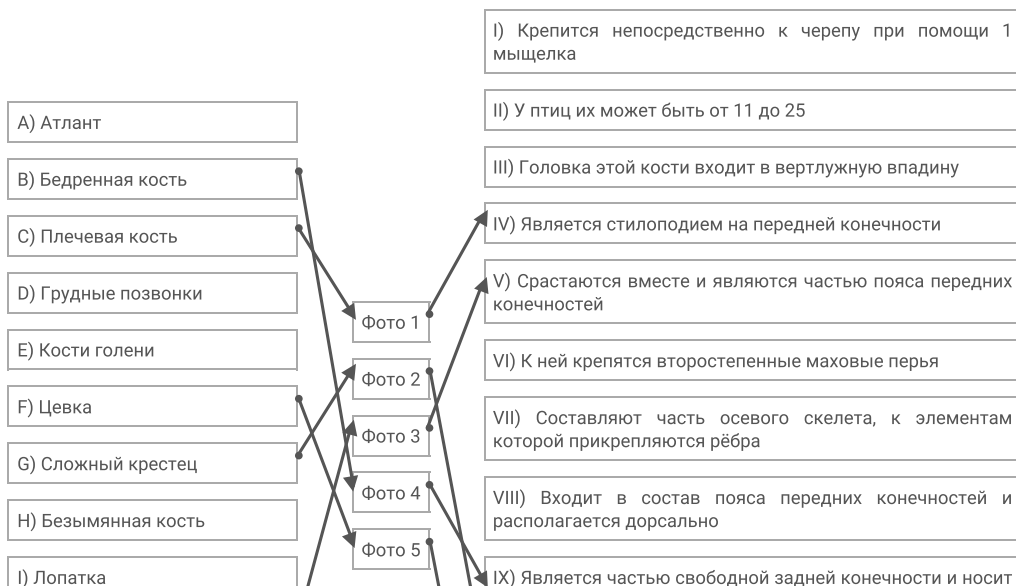 I) Крепится непосредственно к черепу при помощи 1
мыщелка
II) У птиц их может быть от 11 до 25
III) Головка этой кости входит в вертлужную впадину
IV) Является стилоподием на передней конечности
V) Срастаются вместе и являются частью пояса передних
конечностей
VI) К ней крепятся второстепенные маховые перья
VII) Составляют часть осевого скелета, к элементам
которой прикрепляются рёбра
VIII) Входит в состав пояса передних конечностей и
располагается дорсально
IX) Является частью свободной задней конечности и носит
A) Атлант
B) Бедренная кость
C) Плечевая кость
D) Грудные позвонки
E) Кости голени
F) Цевка
G) Сложный крестец
H) Безымянная кость
I) Лопатка
Фото 1
Фото 2
Фото 3
Фото 4
Фото 5